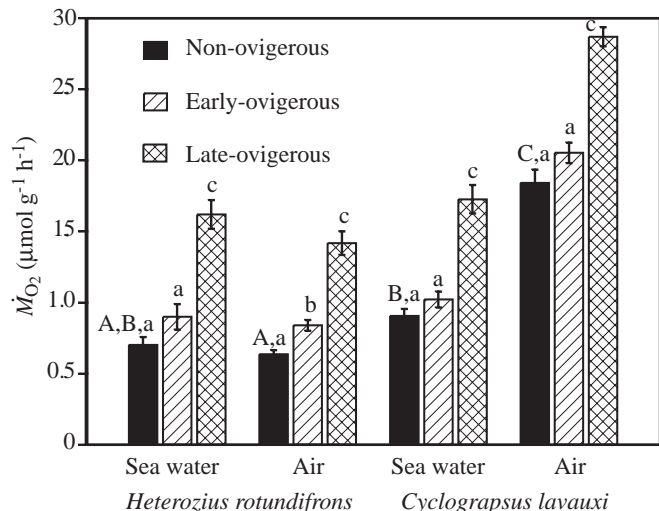 30
Non-ovigerous
Early-ovigerous
Late-ovigerous
c
25
C,a
a
20
c
c
c
15
1.0
A,B,a
a
A,a
b
B,a
a
0.5
0
ṀO2 (μmol g-1 h-1)
Sea water Air Sea water Air
Heterozius rotundifrons Cyclograpsus lavauxi